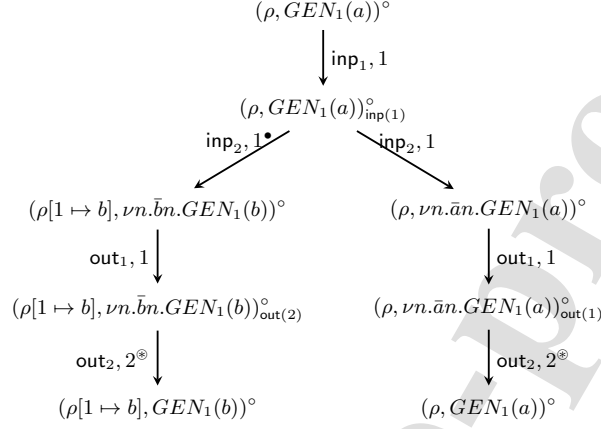 (ρ, GEN₁(a))°
inp₁, 1
(ρ, GEN₁(a))°inp(1)
inp₂, 1• inp₂, 1
(ρ[1 ↦ b], νn.b̄n.GEN₁(b))° (ρ, νn.ān.GEN₁(a))°
out₁, 1 out₁, 1
(ρ[1 ↦ b], νn.b̄n.GEN₁(b))°out(2) (ρ, νn.ān.GEN₁(a))°out(1)
out₂, 2⊛ out₂, 2⊛
(ρ[1 ↦ b], GEN₁(b))° (ρ, GEN₁(a))°